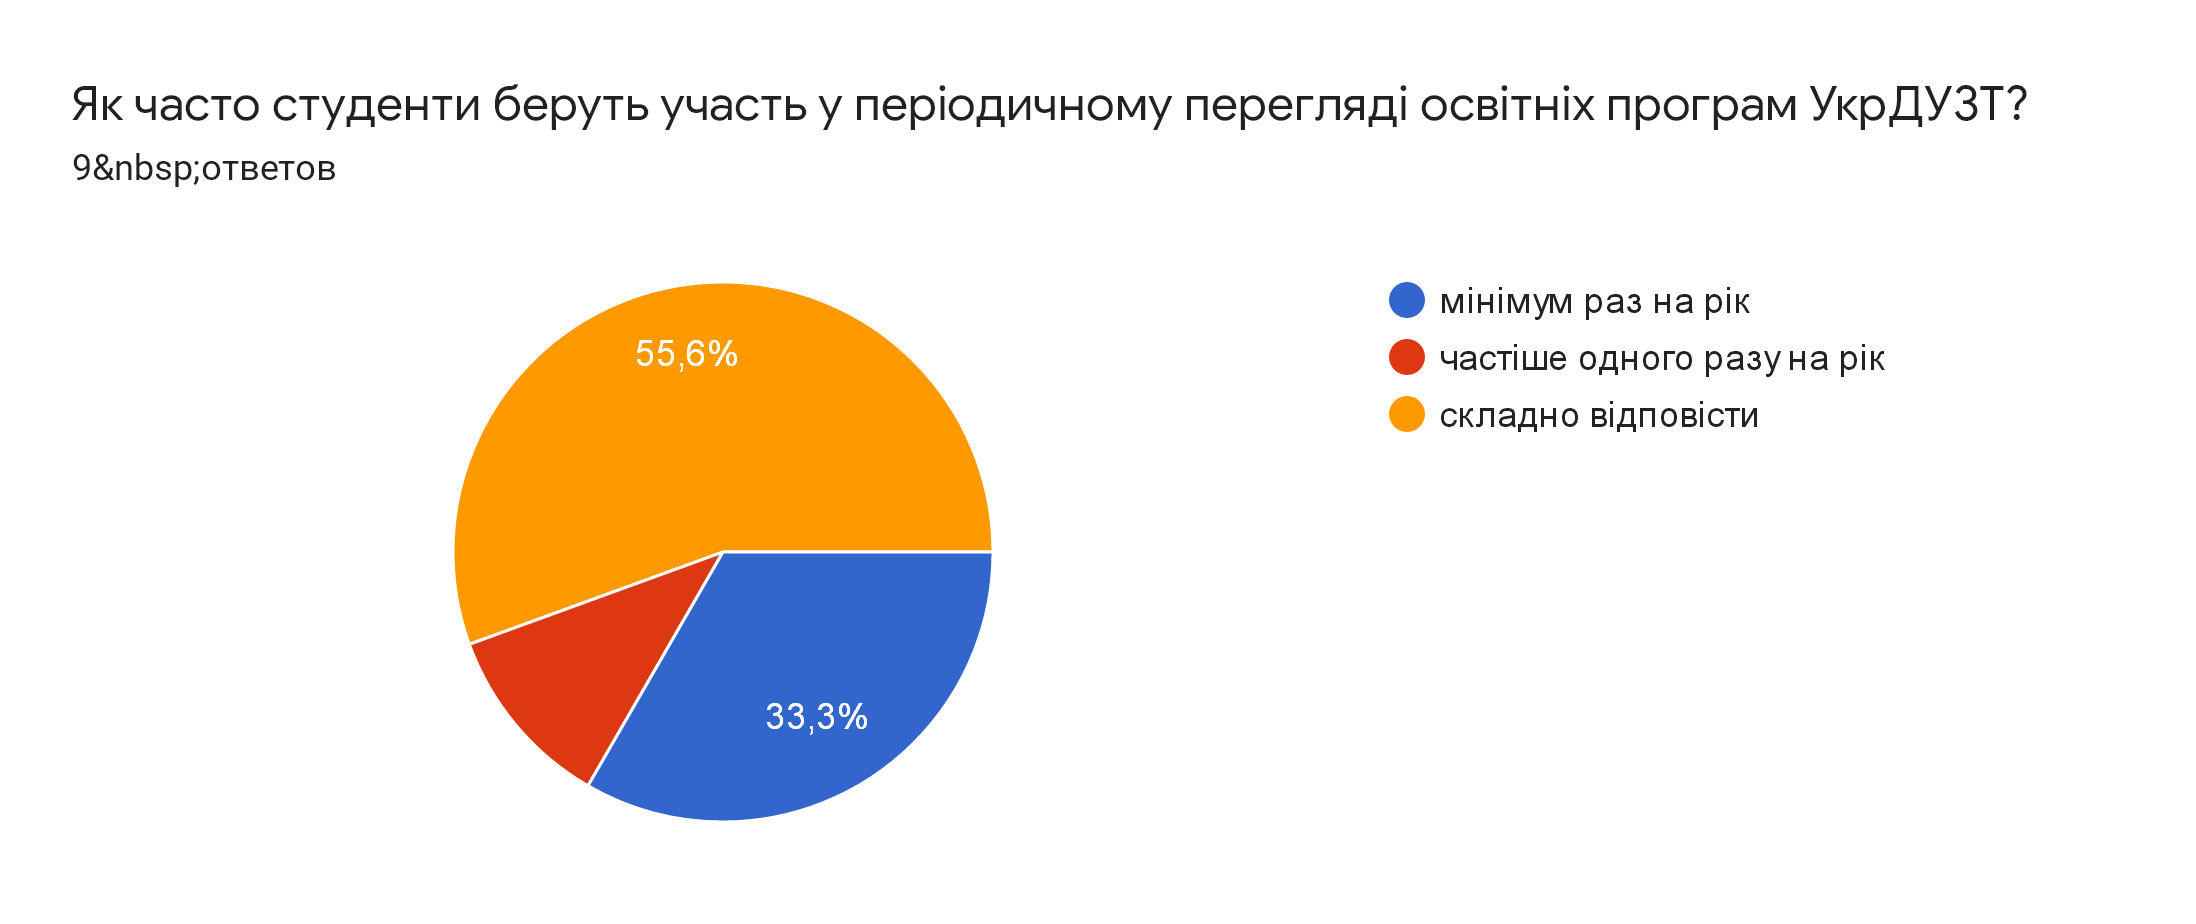 Як часто студенти беруть участь у періодичному перегляді освітніх програм УкрДУЗТ?
9&nbsp;ответов
55,6%
33,3%
мінімум раз на рік
частіше одного разу на рік
складно відповісти